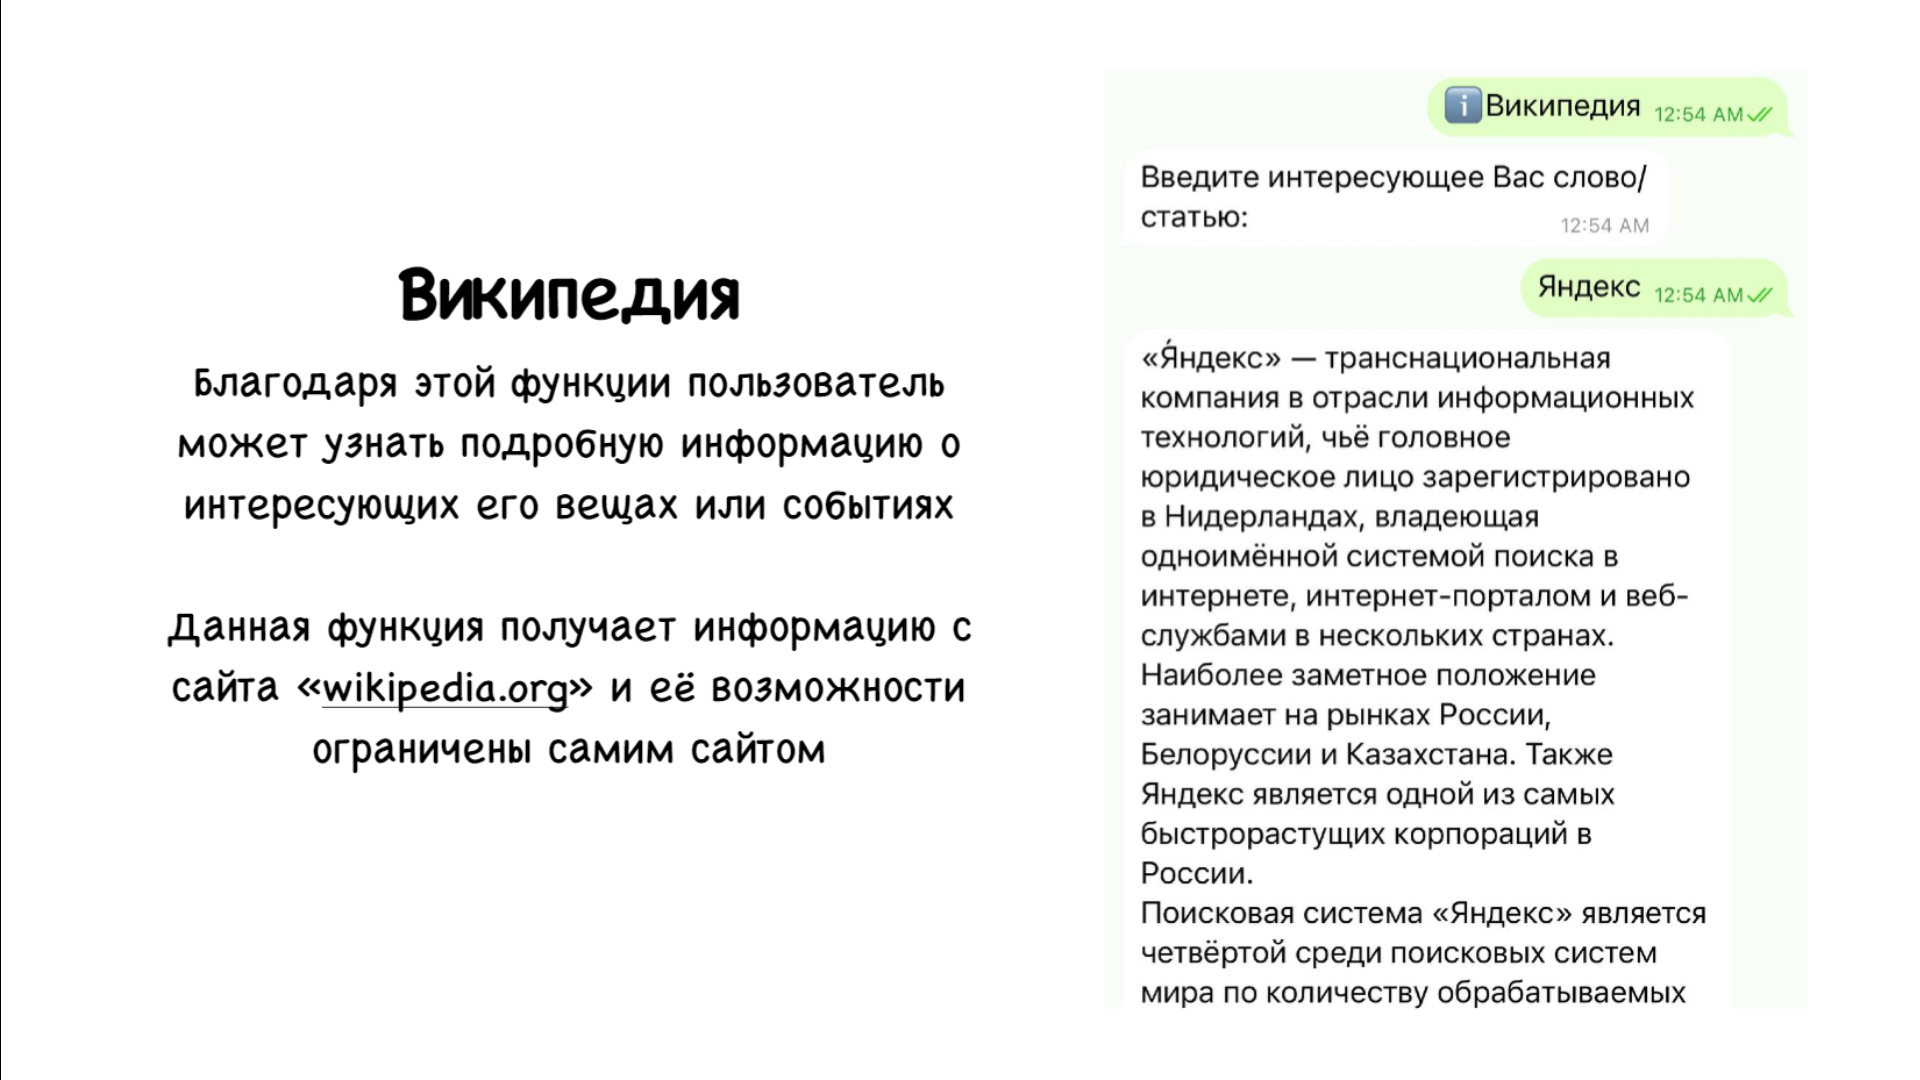 Википедия
Благодаря этой функции пользователь
может узнать подробную информацию о
интересующих его вещах или событиях
Данная функция получает информацию с
сайта «wikipedia.org» и её возможности
ограничены самим сайтом
ℹ️Википедия 12:54 AM
Введите интересующее Вас слово/
статью: 12:54 AM
Яндекс 12:54 AM
«Я́ндекс» — транснациональная
компания в отрасли информационных
технологий, чьё головное
юридическое лицо зарегистрировано
в Нидерландах, владеющая
одноимённой системой поиска в
интернете, интернет-порталом и веб-
службами в нескольких странах.
Наиболее заметное положение
занимает на рынках России,
Белоруссии и Казахстана. Также
Яндекс является одной из самых
быстрорастущих корпораций в
России.
Поисковая система «Яндекс» является
четвёртой среди поисковых систем
мира по количеству обрабатываемых